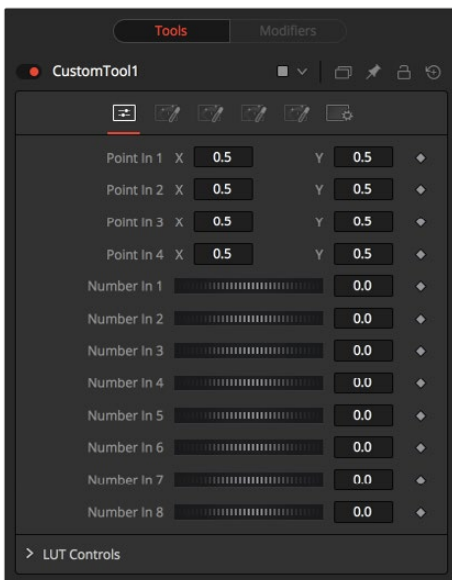 Tools Modifiers
CustomTool1
Point In 1 X 0.5 Y 0.5
Point In 2 X 0.5 Y 0.5
Point In 3 X 0.5 Y 0.5
Point In 4 X 0.5 Y 0.5
Number In 1 0.0
Number In 2 0.0
Number In 3 0.0
Number In 4 0.0
Number In 5 0.0
Number In 6 0.0
Number In 7 0.0
Number In 8 0.0
LUT Controls